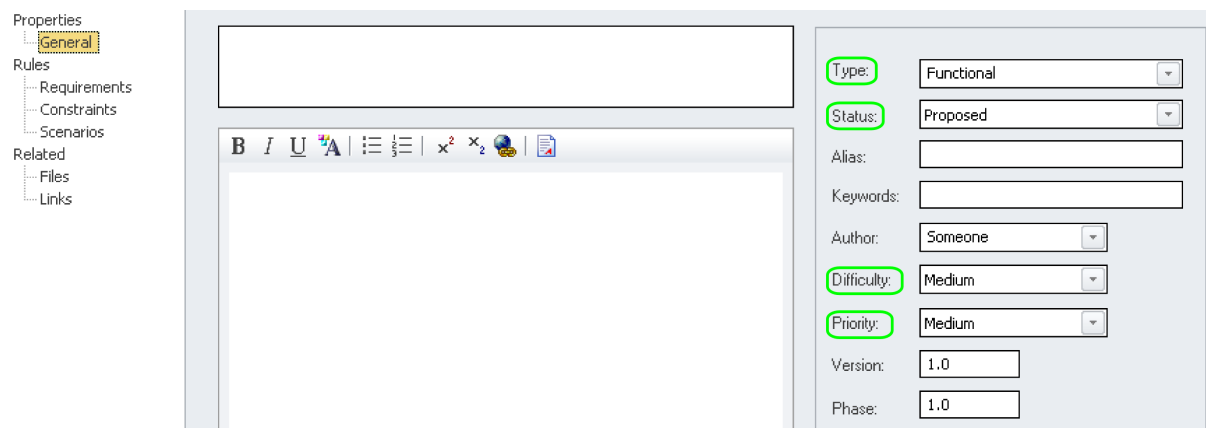 Properties
General
Rules
Requirements
Constraints
Scenarios
Related
Files
Links
B I U A x² x₂
Type: Functional
Status: Proposed
Alias:
Keywords:
Author: Someone
Difficulty: Medium
Priority: Medium
Version: 1.0
Phase: 1.0